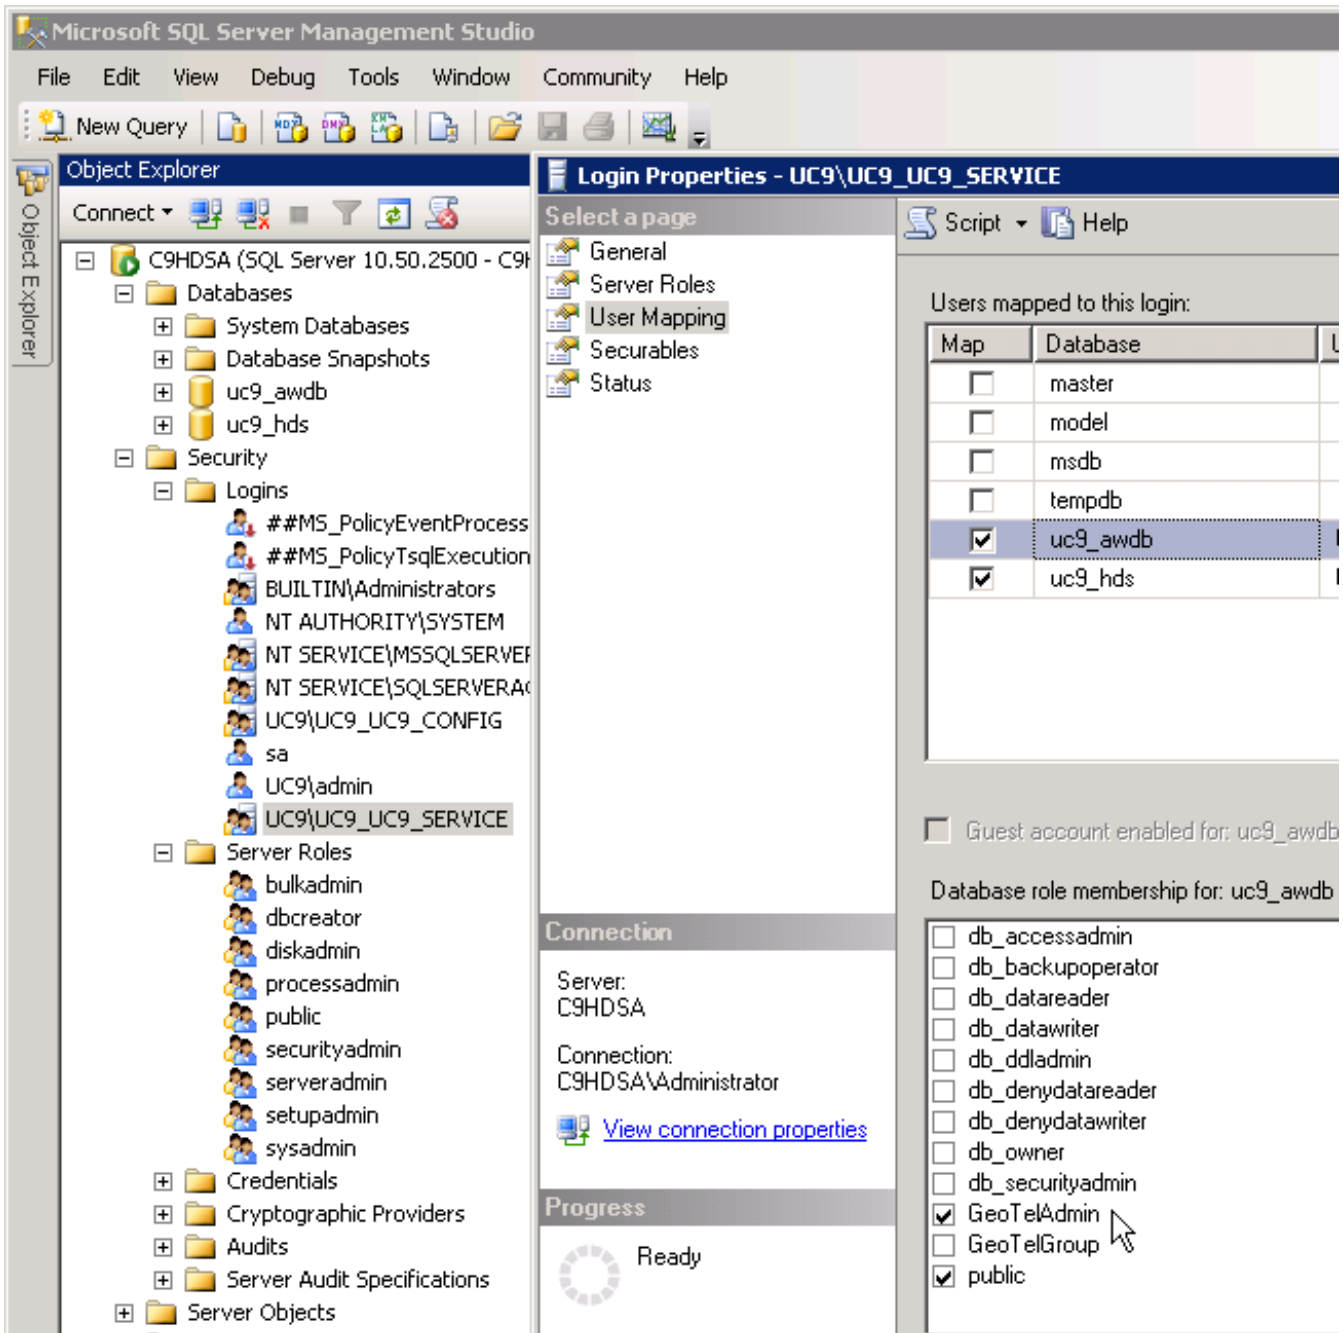 Microsoft SQL Server Management Studio
File Edit View Debug Tools Window Community Help
New Query
Object Explorer
Object Explorer
Connect
C9HDSA (SQL Server 10.50.2500 - C9H
Databases
System Databases
Database Snapshots
uc9_awdb
uc9_hds
Security
Logins
##MS_PolicyEventProcess
##MS_PolicyTsqlExecution
BUILTIN\Administrators
NT AUTHORITY\SYSTEM
NT SERVICE\MSSQLSERVER
NT SERVICE\SQLSERVERAG
UC9\UC9_UC9_CONFIG
sa
UC9\admin
UC9\UC9_UC9_SERVICE
Server Roles
bulkadmin
dbcreator
diskadmin
processadmin
public
securityadmin
serveradmin
setupadmin
sysadmin
Credentials
Cryptographic Providers
Audits
Server Audit Specifications
Server Objects
Login Properties - UC9\UC9_UC9_SERVICE
Select a page
General
Server Roles
User Mapping
Securables
Status
Connection
Server:
C9HDSA
Connection:
C9HDSA\Administrator
View connection properties
Progress
Ready
Script Help
Users mapped to this login:
Map Database
master
model
msdb
tempdb
uc9_awdb
uc9_hds
Guest account enabled for: uc9_awdb
Database role membership for: uc9_awdb
db_accessadmin
db_backupoperator
db_datareader
db_datawriter
db_ddladmin
db_denydatareader
db_denydatawriter
db_owner
db_securityadmin
GeoTelAdmin
GeoTelGroup
public